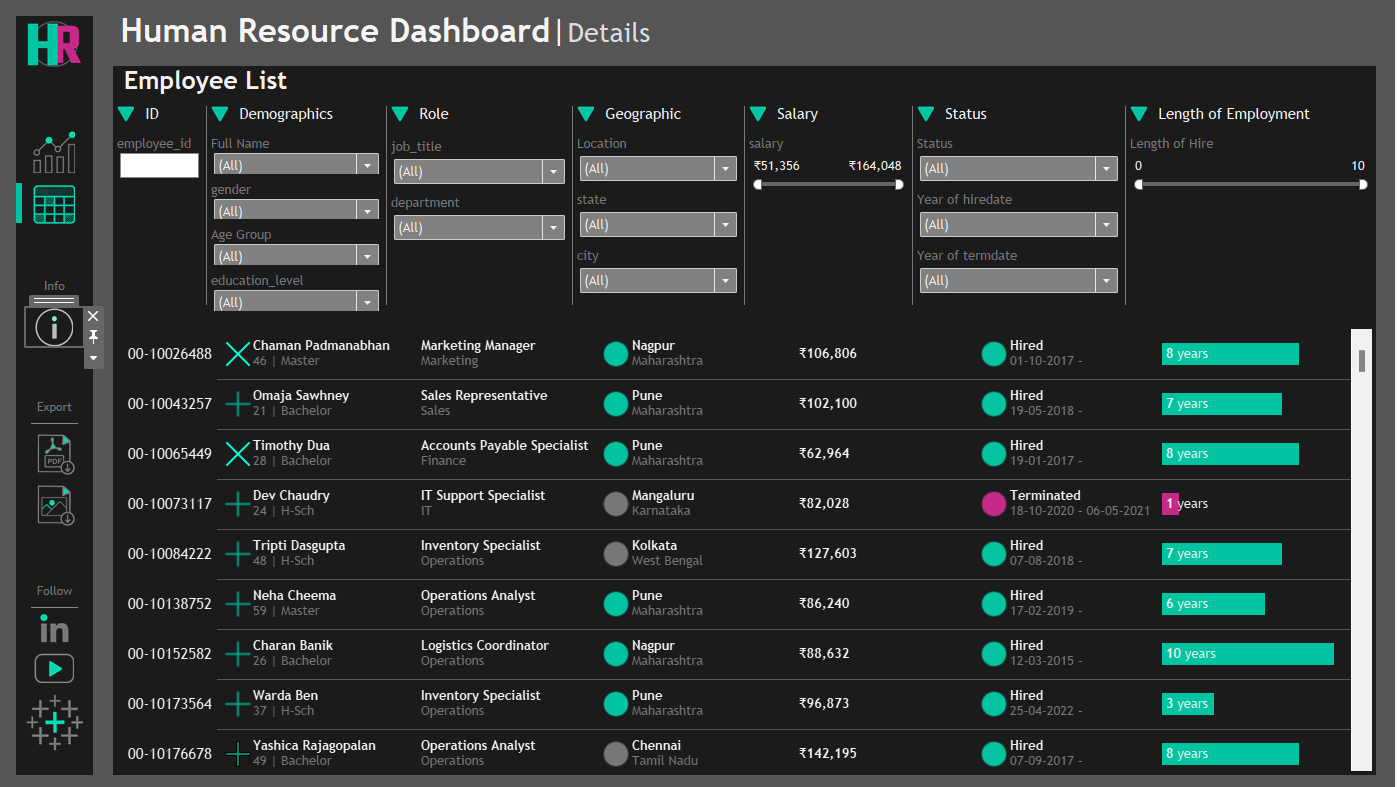 HR
Human Resource Dashboard | Details
Employee List
ID
Demographics
Role
Geographic
Salary
Status
Length of Employment
employee_id
Full Name
(All)
gender
(All)
Age Group
(All)
education_level
(All)
job_title
(All)
department
(All)
Location
(All)
state
(All)
city
(All)
salary
₹51,356 ₹164,048
Status
(All)
Year of hiredate
(All)
Year of termdate
(All)
Length of Hire
0 10
Info
i
Export
PDF
Follow
in
00-10026488 Chaman Padmanabhan Marketing Manager Nagpur ₹106,806 Hired 8 years
46 | Master Marketing Maharashtra 01-10-2017 -
00-10043257 Omaja Sawhney Sales Representative Pune ₹102,100 Hired 7 years
21 | Bachelor Sales Maharashtra 19-05-2018 -
00-10065449 Timothy Dua Accounts Payable Specialist Pune ₹62,964 Hired 8 years
28 | Bachelor Finance Maharashtra 19-01-2017 -
00-10073117 Dev Chaudry IT Support Specialist Mangaluru ₹82,028 Terminated 1 years
24 | H-Sch IT Karnataka 18-10-2020 - 06-05-2021
00-10084222 Tripti Dasgupta Inventory Specialist Kolkata ₹127,603 Hired 7 years
48 | H-Sch Operations West Bengal 07-08-2018 -
00-10138752 Neha Cheema Operations Analyst Pune ₹86,240 Hired 6 years
59 | Master Operations Maharashtra 17-02-2019 -
00-10152582 Charan Banik Logistics Coordinator Nagpur ₹88,632 Hired 10 years
26 | Bachelor Operations Maharashtra 12-03-2015 -
00-10173564 Warda Ben Inventory Specialist Pune ₹96,873 Hired 3 years
37 | H-Sch Operations Maharashtra 25-04-2022 -
00-10176678 Yashica Rajagopalan Operations Analyst Chennai ₹142,195 Hired 8 years
49 | Bachelor Operations Tamil Nadu 07-09-2017 -